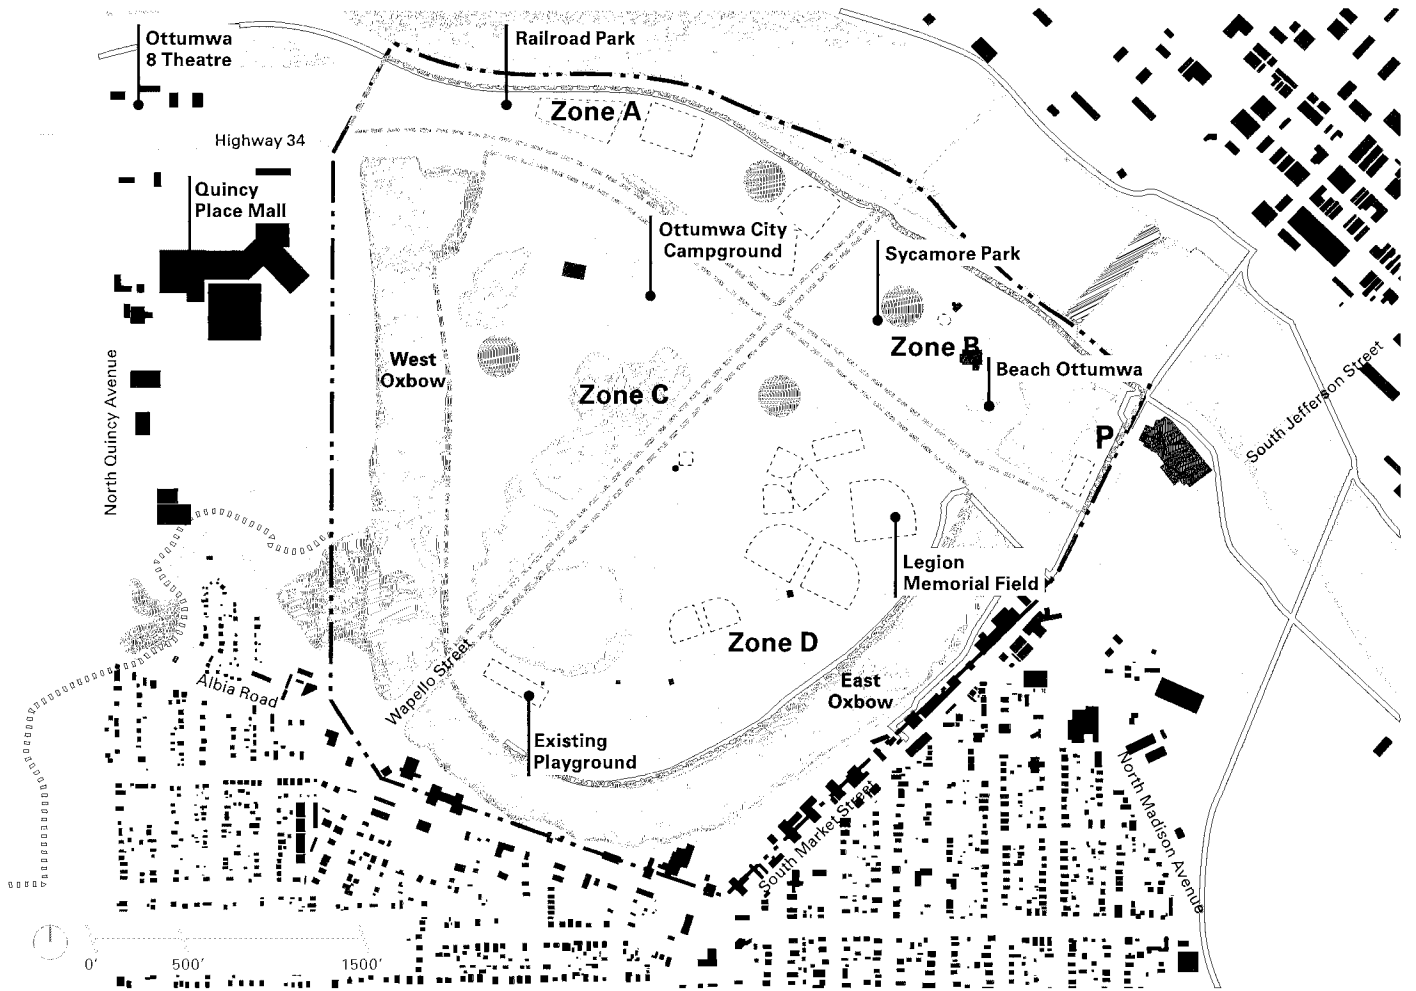 Ottumwa
8 Theatre
Railroad Park
Zone A
Highway 34
Quincy
Place Mall
Ottumwa City
Campground
Sycamore Park
Zone B
Beach Ottumwa
West
Oxbow
Zone C
North Quincy Avenue
P
South Jefferson Street
Legion
Memorial Field
Zone D
Wapello Street
Albia Road
East
Oxbow
Existing
Playground
South Market Street
North Madison Avenue
0'
500'
1500'